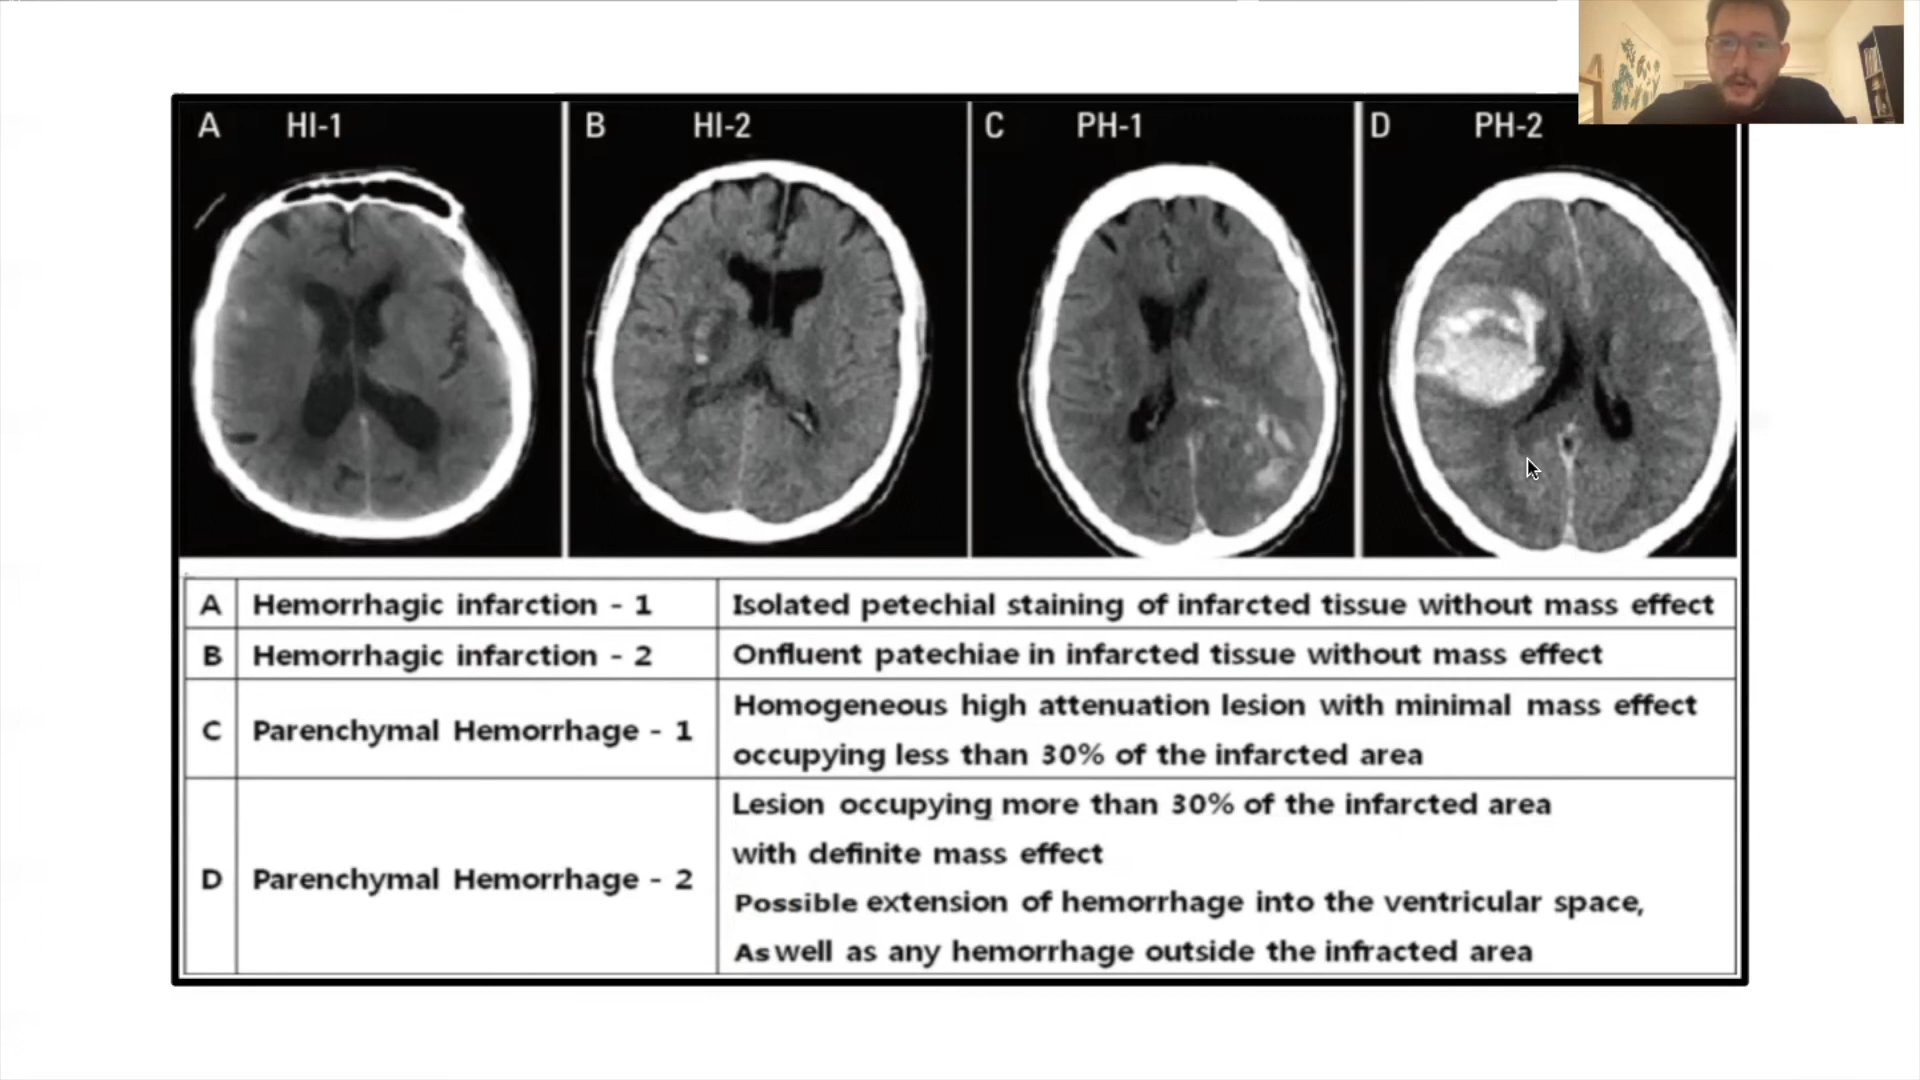 A HI-1 B HI-2 C PH-1 D PH-2
A Hemorrhagic infarction - 1 Isolated petechial staining of infarcted tissue without mass effect
B Hemorrhagic infarction - 2 Onfluent patechiae in infarcted tissue without mass effect
C Parenchymal Hemorrhage - 1 Homogeneous high attenuation lesion with minimal mass effect
occupying less than 30% of the infarcted area
D Parenchymal Hemorrhage - 2 Lesion occupying more than 30% of the infarcted area
with definite mass effect
Possible extension of hemorrhage into the ventricular space,
As well as any hemorrhage outside the infracted area